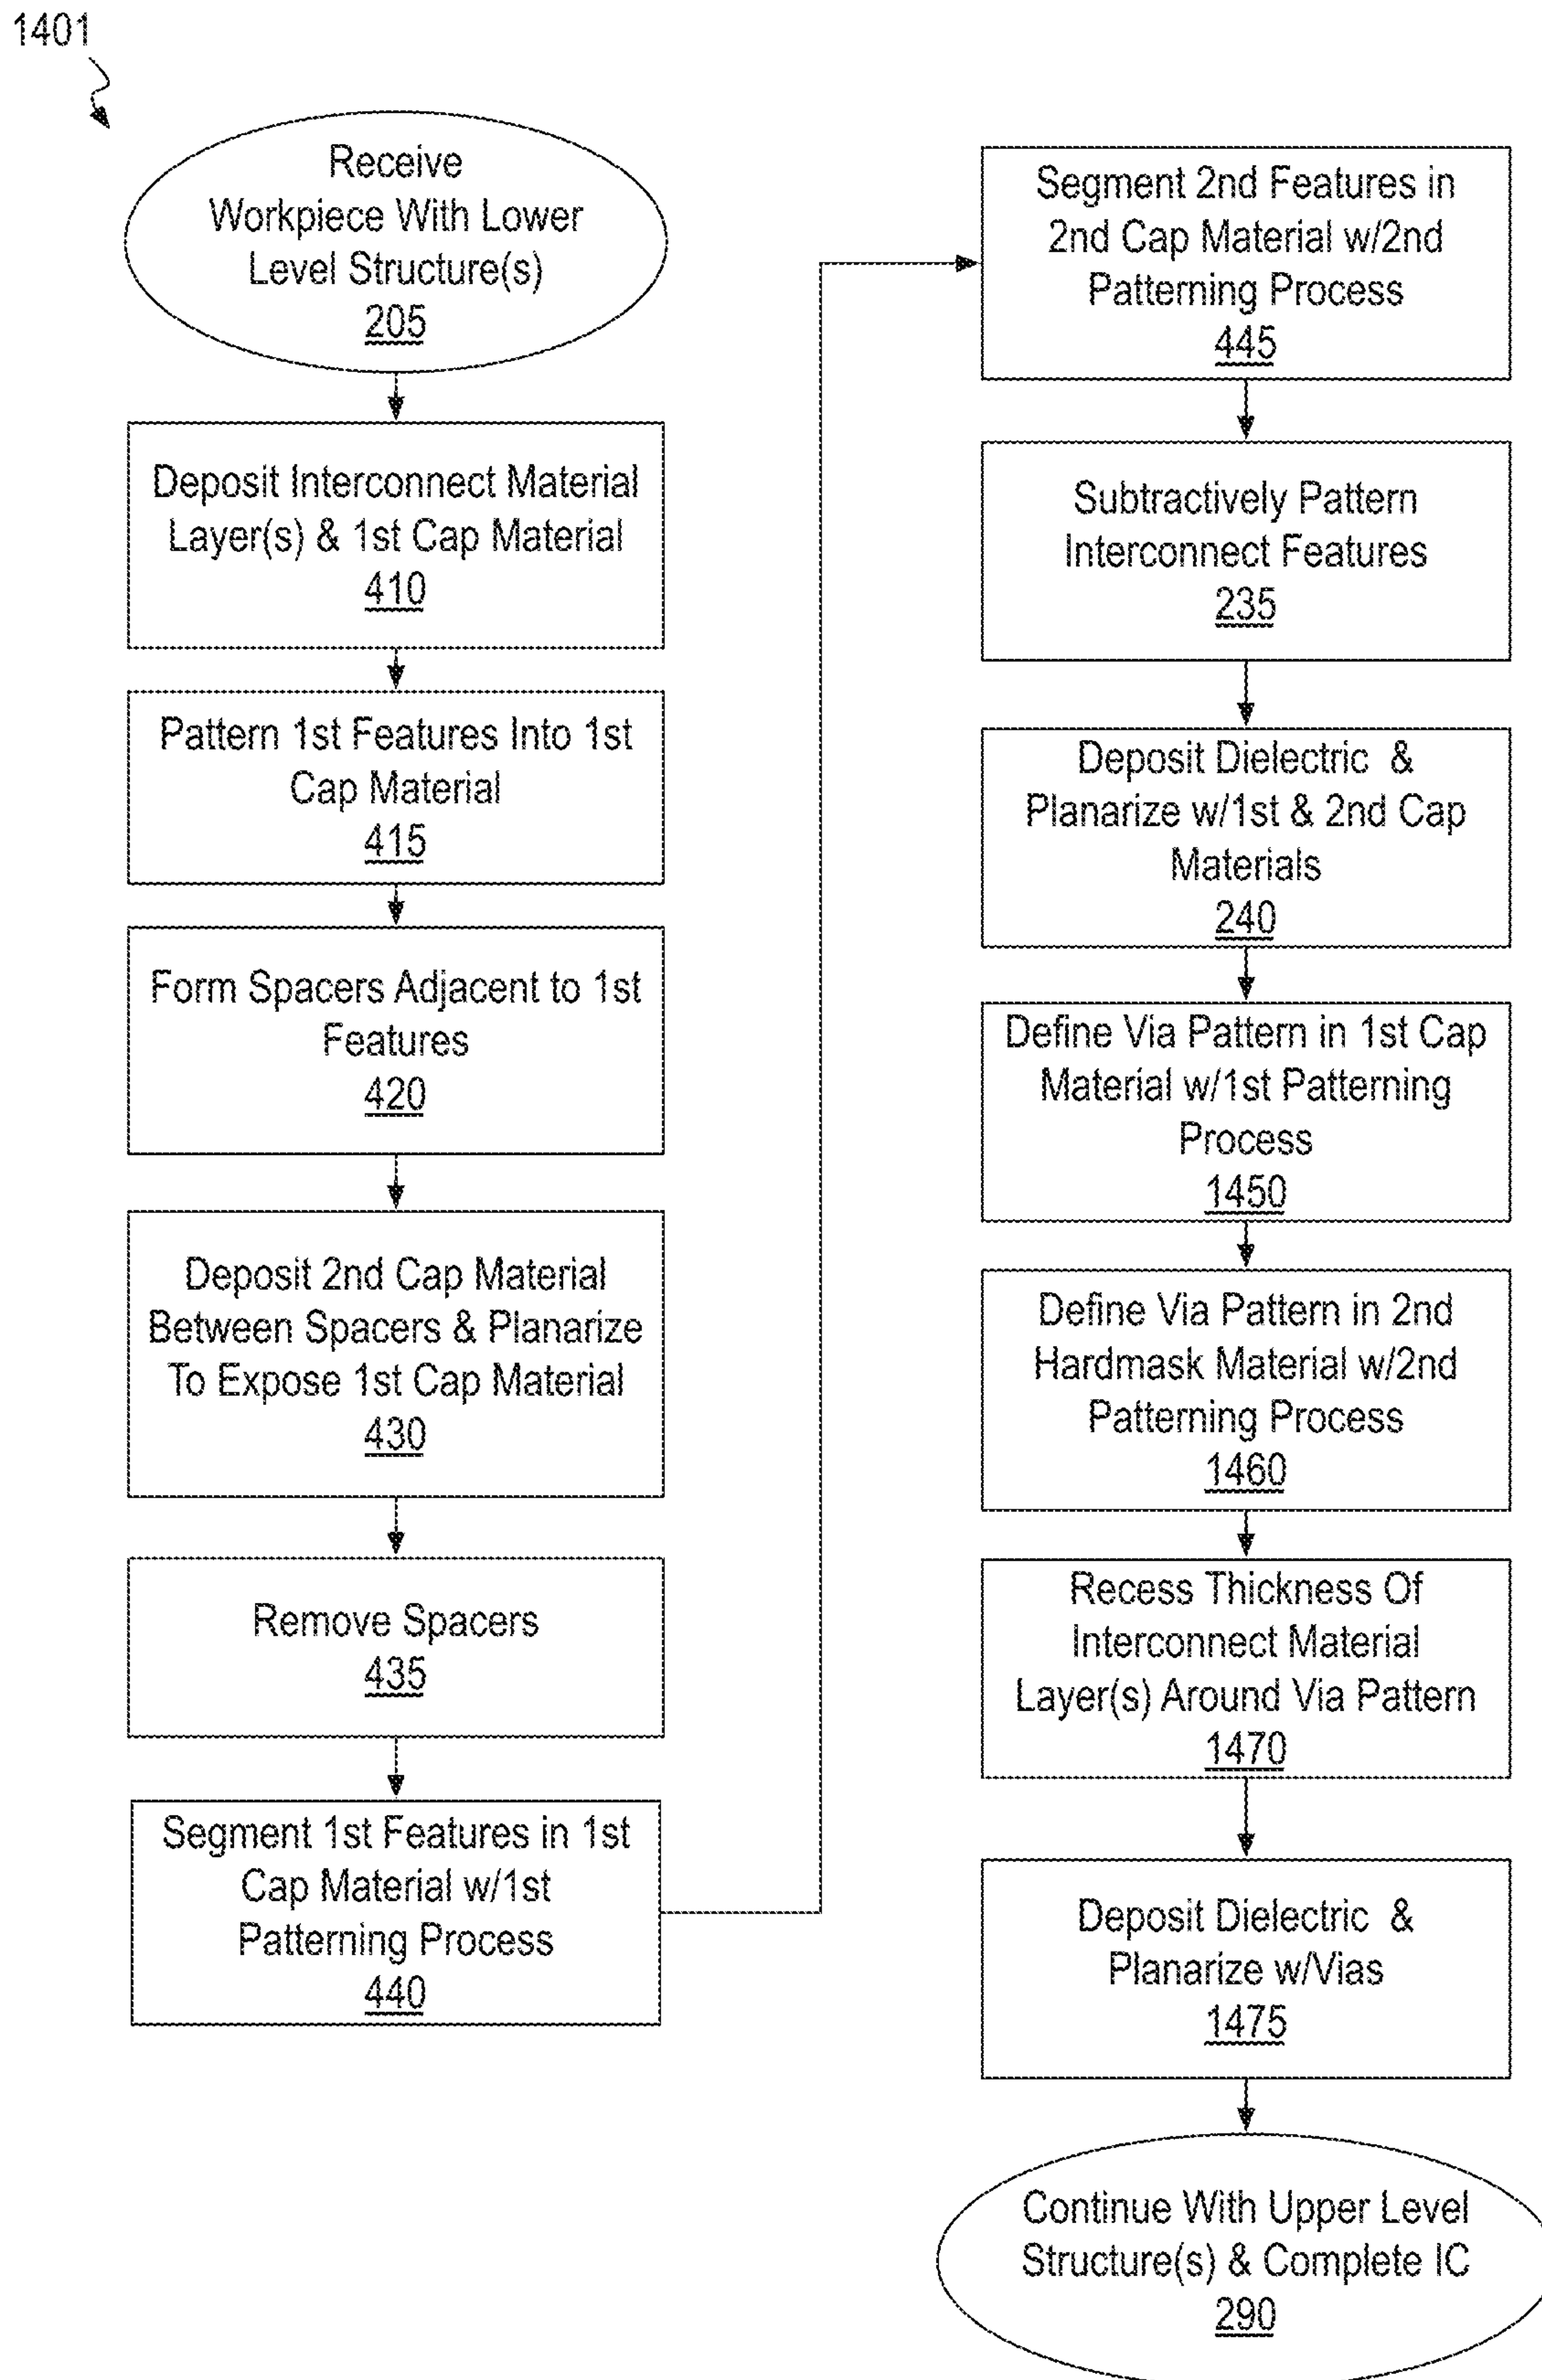 1401
Receive
Workpiece With Lower
Level Structure(s)
205
Deposit Interconnect Material
Layer(s) & 1st Cap Material
410
Pattern 1st Features Into 1st
Cap Material
415
Form Spacers Adjacent to 1st
Features
420
Deposit 2nd Cap Material
Between Spacers & Planarize
To Expose 1st Cap Material
430
Remove Spacers
435
Segment 1st Features in 1st
Cap Material w/1st
Patterning Process
440
Segment 2nd Features in
2nd Cap Material w/2nd
Patterning Process
445
Subtractively Pattern
Interconnect Features
235
Deposit Dielectric &
Planarize w/1st & 2nd Cap
Materials
240
Define Via Pattern in 1st Cap
Material w/1st Patterning
Process
1450
Define Via Pattern in 2nd
Hardmask Material w/2nd
Patterning Process
1460
Recess Thickness Of
Interconnect Material
Layer(s) Around Via Pattern
1470
Deposit Dielectric &
Planarize w/Vias
1475
Continue With Upper Level
Structure(s) & Complete IC
290